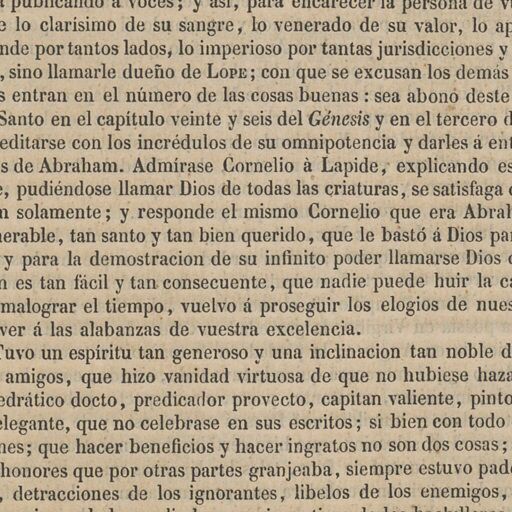 publicando á voces; y así, para encarecer la persona de
e lo clarísimo de su sangre, lo venerado de su valor, lo
nde por tantos lados, lo imperioso por tantas jurisdicciones y
, sino llamarle dueño de LOPE; con que se excusan los demás
s entran en el número de las cosas buenas: sea abono deste
Santo en el capítulo veinte y seis del Génesis y en el tercero d
editarse con los incrédulos de su omnipotencia y darles á ent
s de Abraham. Admírase Cornelio à Lapide, explicando es
, pudiéndose llamar Dios de todas las criaturas, se satisfaga
solamente; y responde el mismo Cornelio que era Abra
nerable, tan santo y tan bien querido, que le bastó á Dios par
y para la demostracion de su infinito poder llamarse Dios
n es tan fácil y tan consecuente, que nadie puede huir la ca
malograr el tiempo, vuelvo á proseguir los elogios de nues
ver á las alabanzas de vuestra excelencia.
Tuvo un espíritu tan generoso y una inclinacion tan noble d
amigos, que hizo vanidad virtuosa de que no hubiese haza
edrático docto, predicador provecto, capitan valiente, pinto
elegante, que no celebrase en sus escritos; si bien con todo
nes; que hacer beneficios y hacer ingratos no son dos cosas;
honores que por otras partes granjeaba, siempre estuvo pad
, detracciones de los ignorantes, libelos de los enemigos,